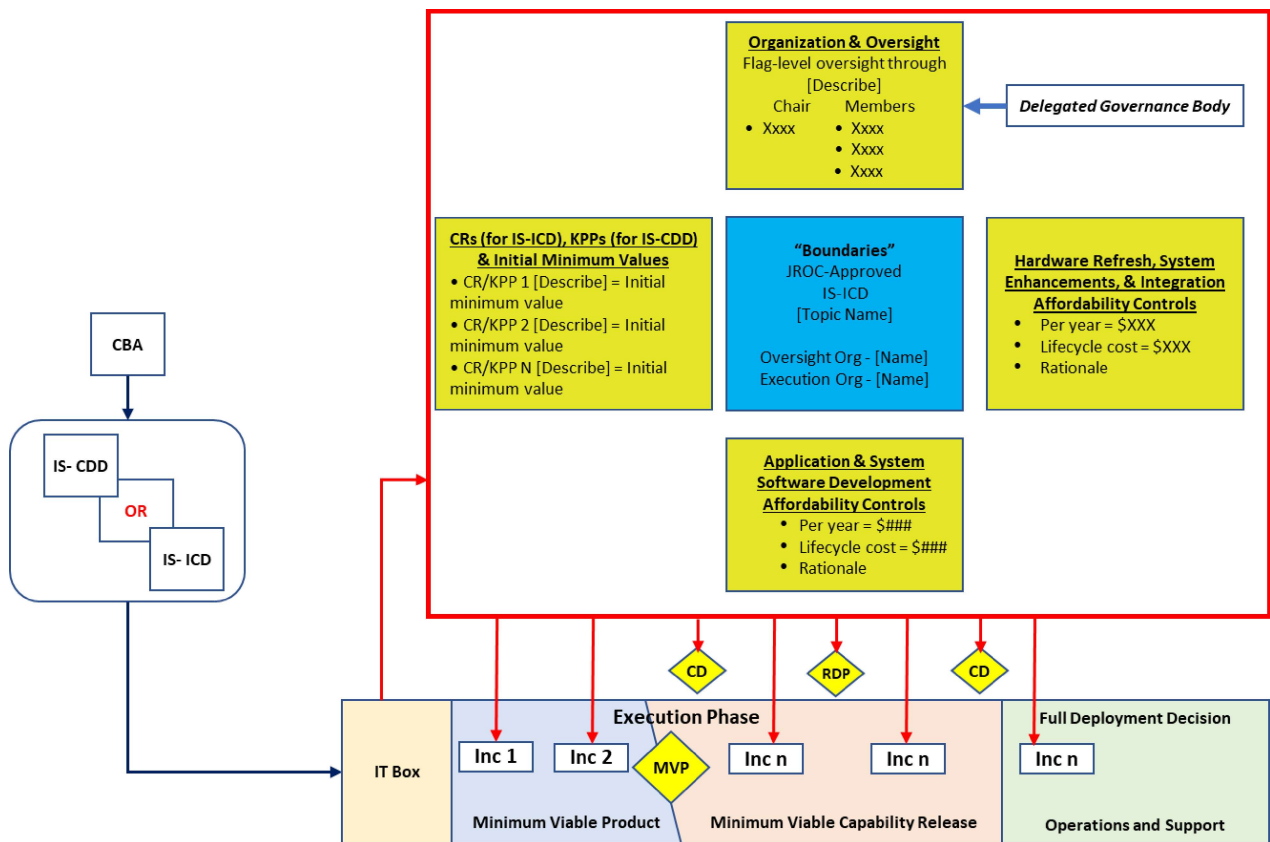 Organization & Oversight
Flag-level oversight through
[Describe]
Chair Members
• Xxxx • Xxxx
• Xxxx
• Xxxx
Delegated Governance Body
CRs (for IS-ICD), KPPs (for IS-CDD)
& Initial Minimum Values
• CR/KPP 1 [Describe] = Initial
minimum value
• CR/KPP 2 [Describe] = Initial
minimum value
• CR/KPP N [Describe] = Initial
minimum value
“Boundaries”
JROC-Approved
IS-ICD
[Topic Name]
Oversight Org - [Name]
Execution Org - [Name]
Hardware Refresh, System
Enhancements, & Integration
Affordability Controls
• Per year = $XXX
• Lifecycle cost = $XXX
• Rationale
CBA
IS- CDD
OR
IS- ICD
Application & System
Software Development
Affordability Controls
• Per year = $###
• Lifecycle cost = $###
• Rationale
CD
RDP
CD
IT Box
Execution Phase
Full Deployment Decision
Inc 1
Inc 2
MVP
Inc n
Inc n
Inc n
Minimum Viable Product
Minimum Viable Capability Release
Operations and Support